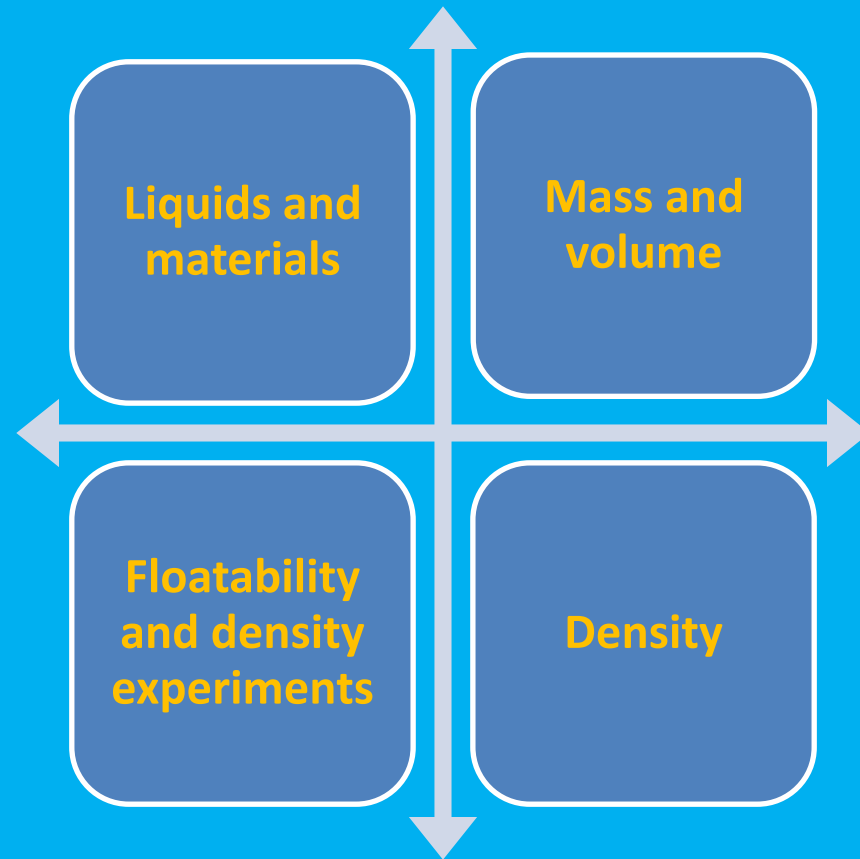 Liquids and
materials
Mass and
volume
Floatability
and density
experiments
Density